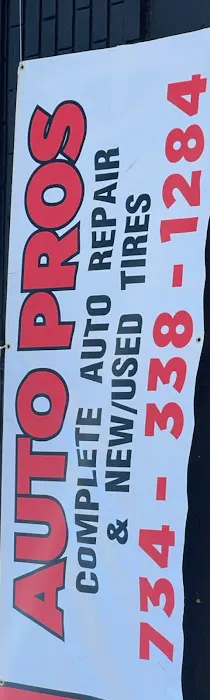 AUTO PROS
COMPLETE AUTO REPAIR
& NEW/USED TIRES
734-338-1284